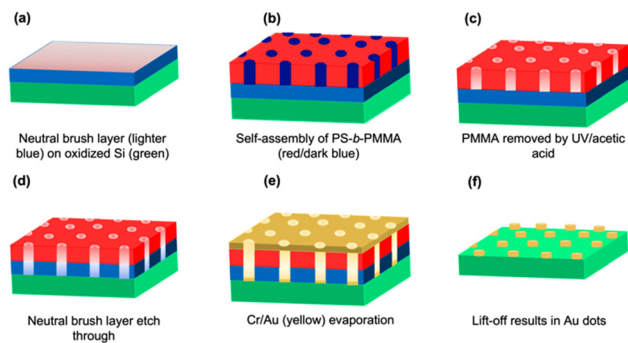 (a)
(b)
(c)
Neutral brush layer (lighter
blue) on oxidized Si (green)
Self-assembly of PS-b-PMMA
(red/dark blue)
PMMA removed by UV/acetic
acid
(d)
(e)
(f)
Neutral brush layer etch
through
Cr/Au (yellow) evaporation
Lift-off results in Au dots